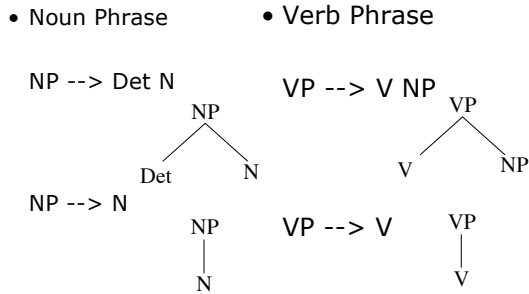 • Noun Phrase
NP --> Det N
NP
Det N
NP --> N
NP
N
• Verb Phrase
VP --> V NP
VP
V NP
VP --> V
VP
V